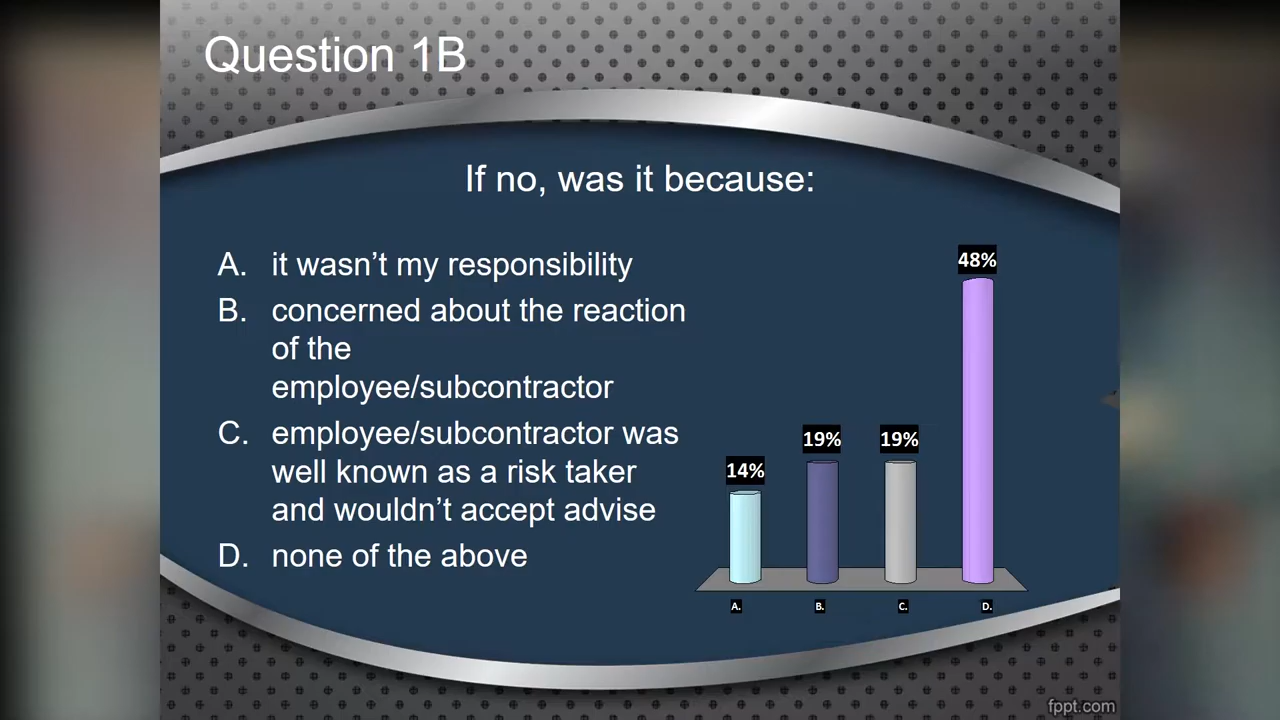 Question 1B
If no, was it because:
A. it wasn’t my responsibility
B. concerned about the reaction
of the
employee/subcontractor
C. employee/subcontractor was
well known as a risk taker
and wouldn’t accept advise
D. none of the above
48%
19%
19%
14%
A.
B.
C.
D.
fppt.com